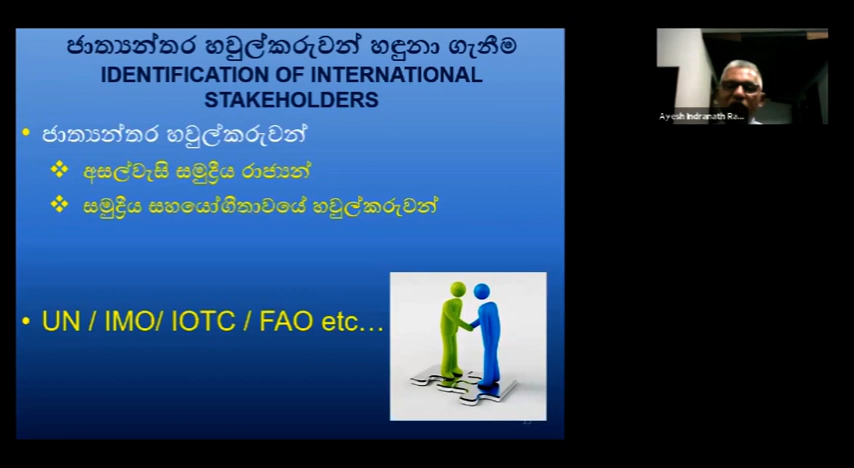 ජාත්‍යන්තර හවුල්කරුවන් හඳුනා ගැනීම
IDENTIFICATION OF INTERNATIONAL
STAKEHOLDERS
• ජාත්‍යන්තර හවුල්කරුවන්
❖ අසල්වැසි සමුද්‍රීය රාජ්‍යන්
❖ සමුද්‍රීය සහයෝගීතාවයේ හවුල්කරුවන්
• UN / IMO/ IOTC / FAO etc…
Ayesh Indranath Ra...